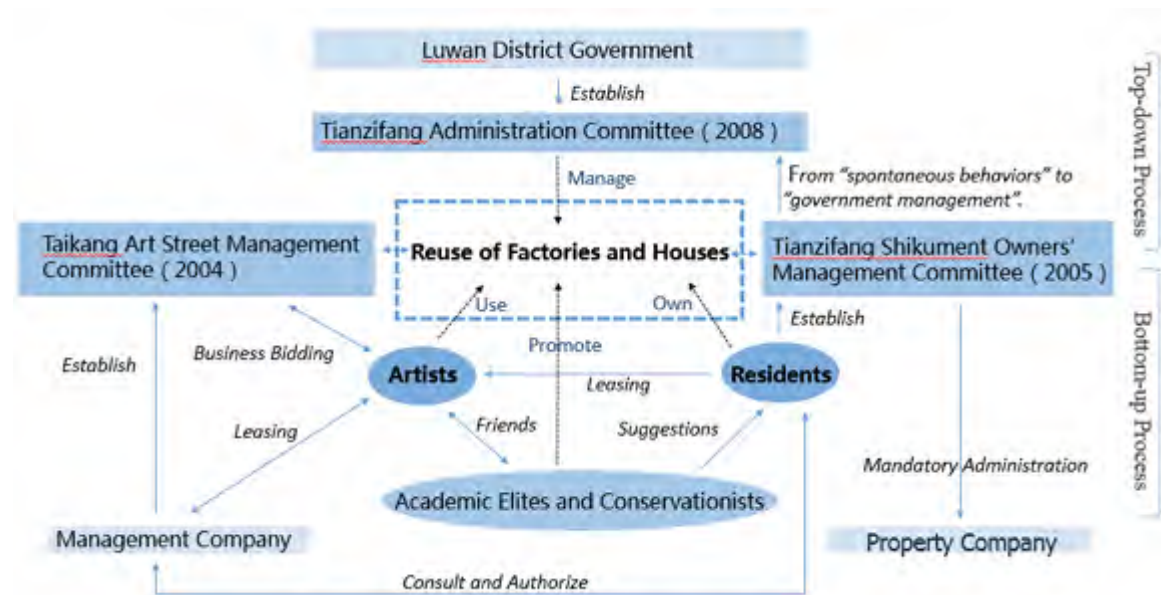 Luwan District Government
Establish
Tianzifang Administration Committee ( 2008 )
Manage
From “spontaneous behaviors” to
“government management”.
Top-down Process
Taikang Art Street Management
Committee ( 2004 )
Reuse of Factories and Houses
Tianzifang Shikument Owners’
Management Committee ( 2005 )
Use
Own
Establish
Business Bidding
Promote
Establish
Artists
Leasing
Residents
Bottom-up Process
Leasing
Friends
Suggestions
Mandatory Administration
Academic Elites and Conservationists
Management Company
Property Company
Consult and Authorize